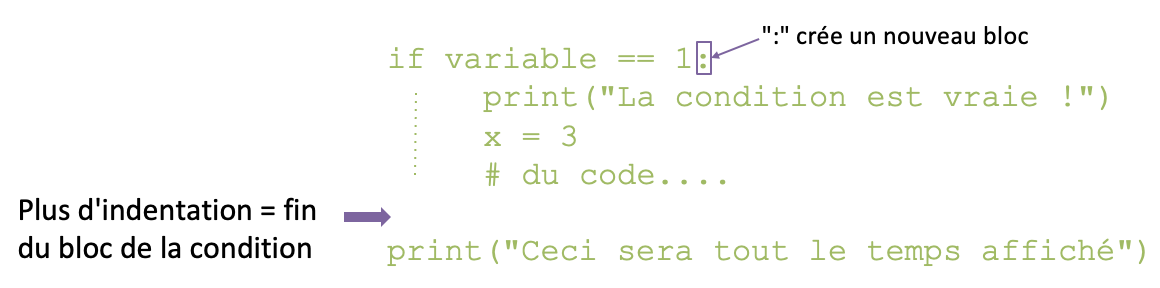 ":" crée un nouveau bloc
if variable == 1:
print("La condition est vraie !")
x = 3
# du code....
Plus d'indentation = fin
du bloc de la condition
print("Ceci sera tout le temps affiché")